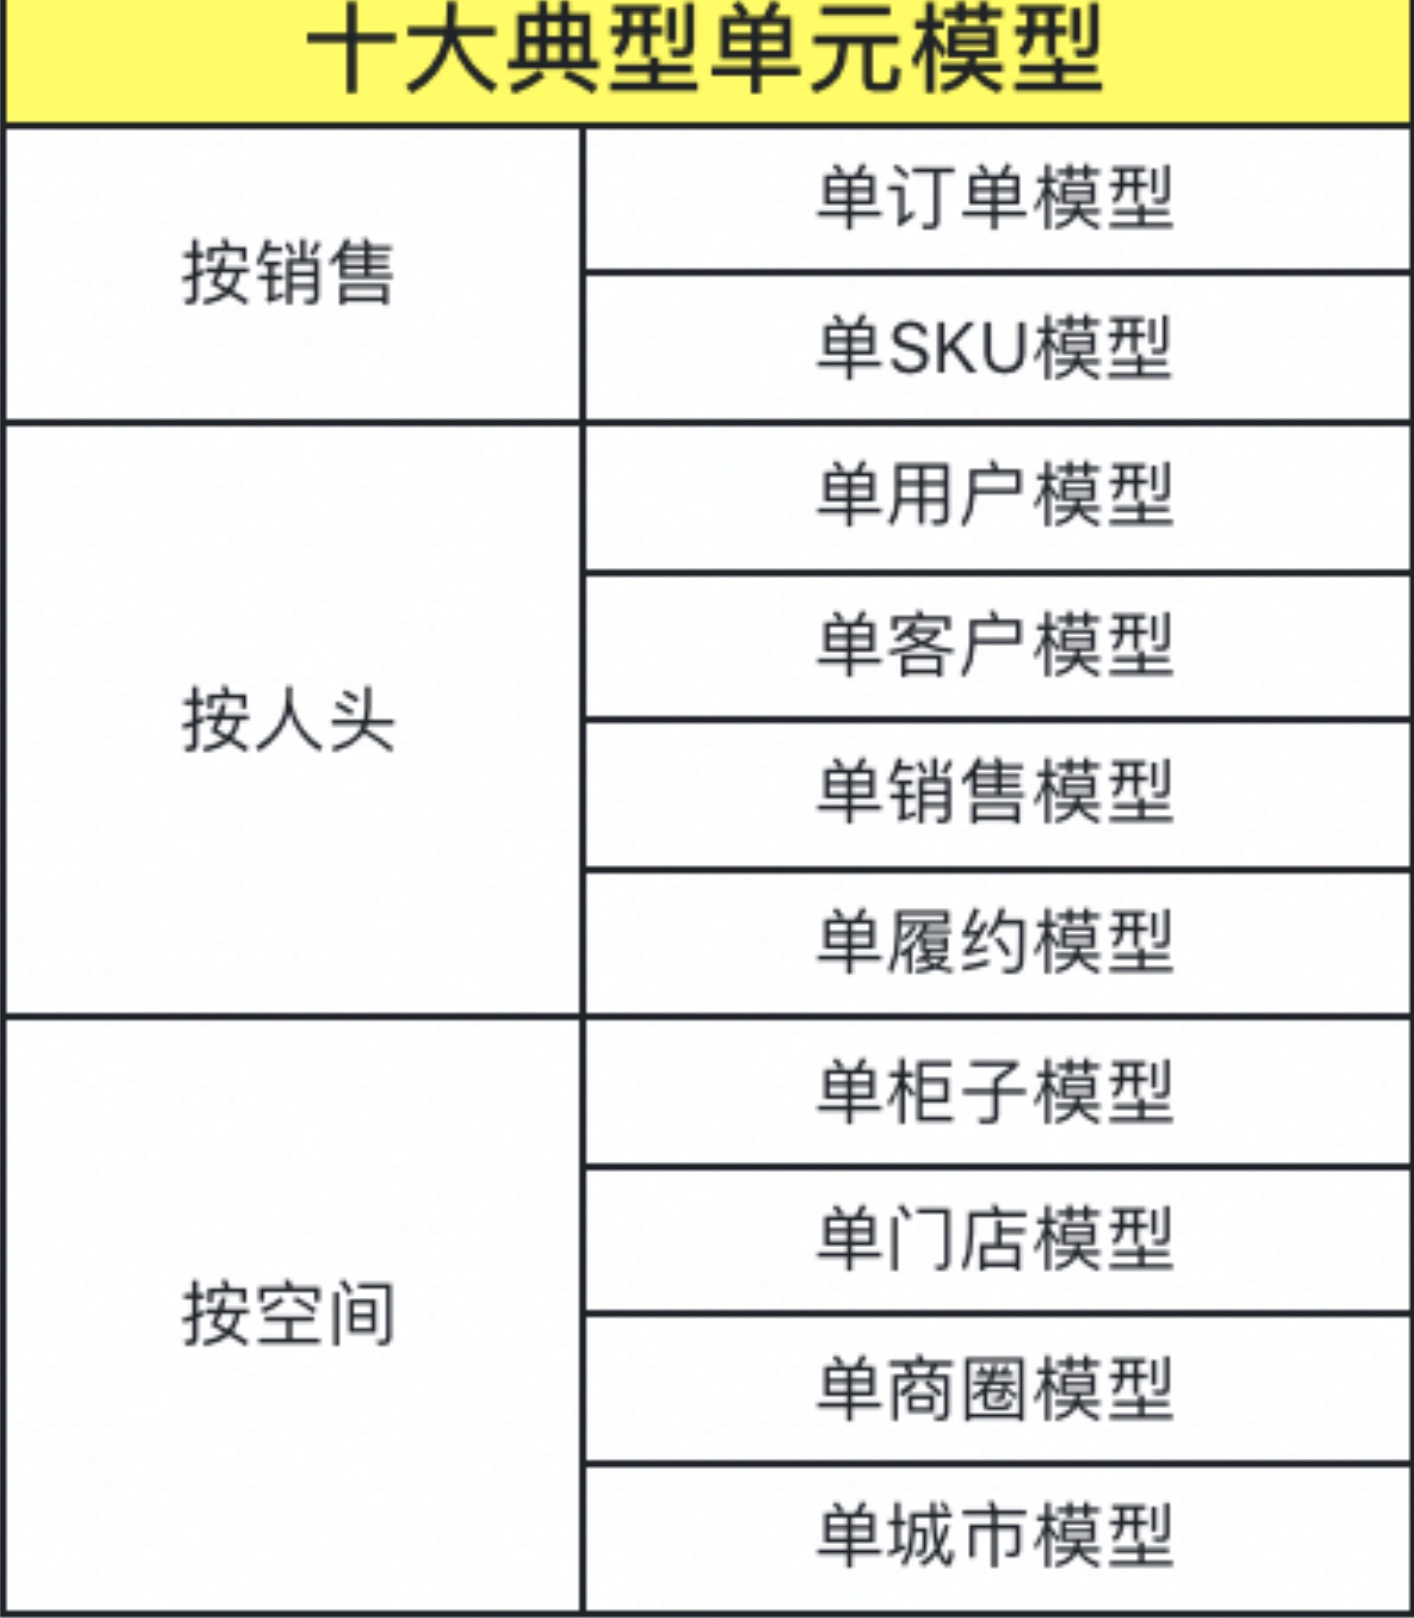 十大典型单元模型
按销售
单订单模型
单SKU模型
按人头
单用户模型
单客户模型
单销售模型
单履约模型
按空间
单柜子模型
单门店模型
单商圈模型
单城市模型